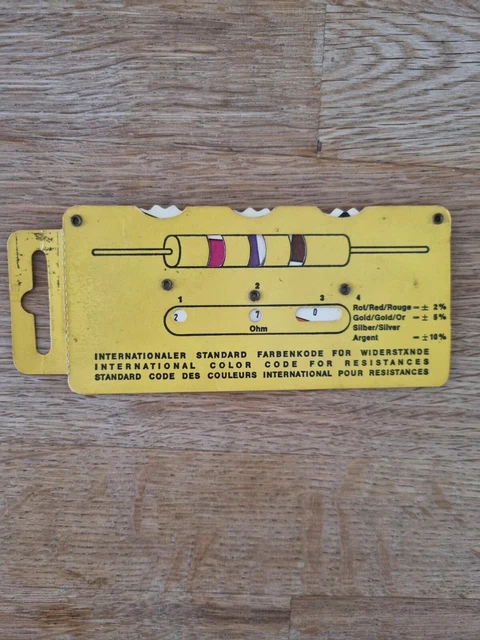 1 2 3 4
2 7 0
Ohm
Rot/Red/Rouge – ± 2%
Gold/Gold/Or – ± 5%
Silber/Silver
Argent – ± 10%
INTERNATIONALER STANDARD FARBENKODE FÜR WIDERSTÄNDE
INTERNATIONAL COLOR CODE FOR RESISTANCES
STANDARD CODE DES COULEURS INTERNATIONAL POUR RESISTANCES